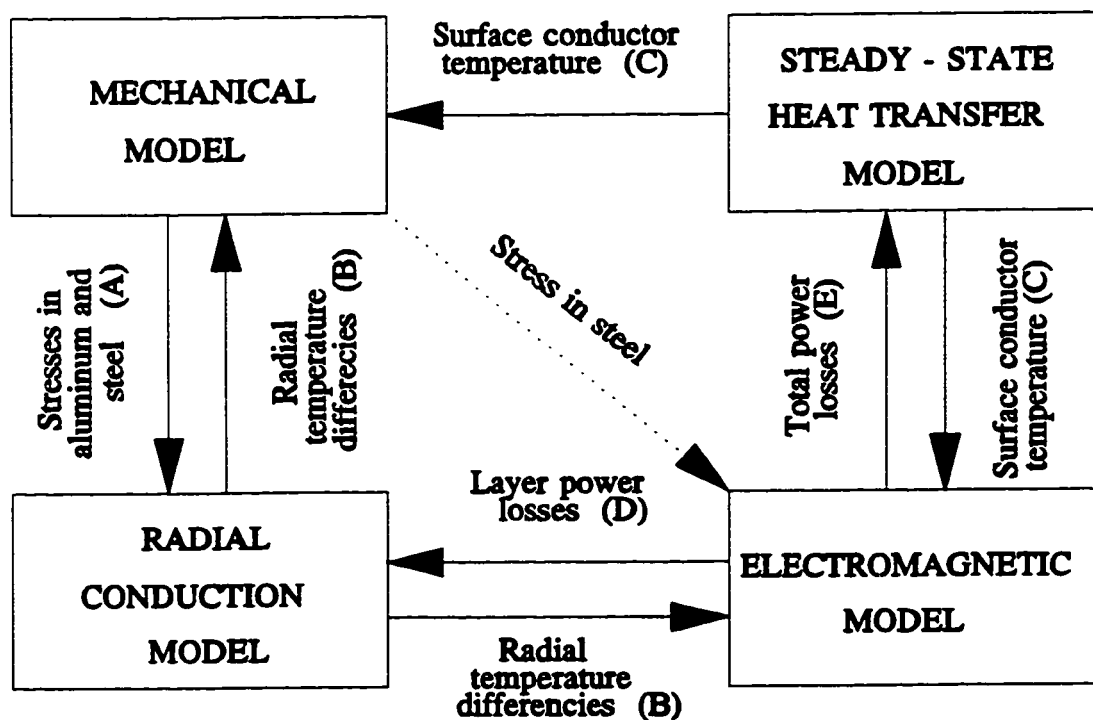 MECHANICAL
MODEL
Surface conductor
temperature (C)
STEADY - STATE
HEAT TRANSFER
MODEL
Stresses in
aluminum and
steel (A)
Radial
temperature
differecies (B)
Stress in steel
Total power
losses (E)
Surface conductor
temperature (C)
RADIAL
CONDUCTION
MODEL
Layer power
losses (D)
ELECTROMAGNETIC
MODEL
Radial
temperature
differencies (B)